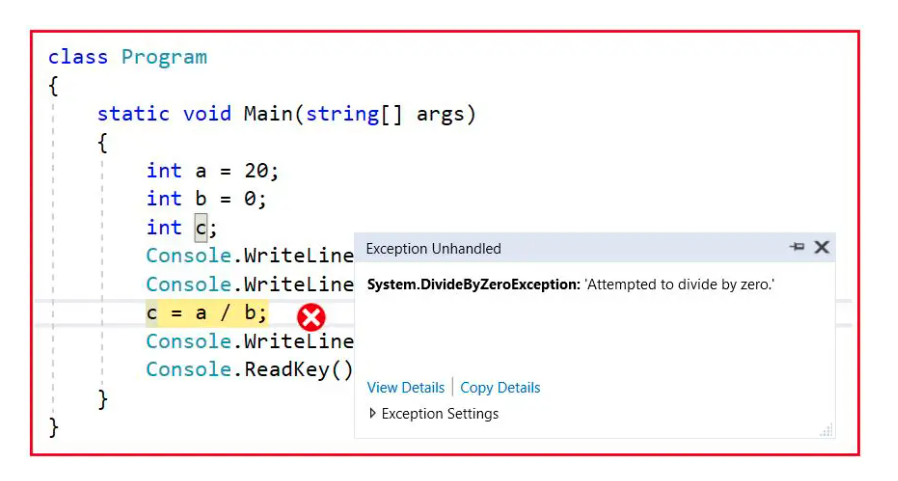 class Program
{
static void Main(string[] args)
{
int a = 20;
int b = 0;
int c;
Console.WriteLine
Console.WriteLine
c = a / b;
Console.WriteLine
Console.ReadKey()
}
}
Exception Unhandled
System.DivideByZeroException: 'Attempted to divide by zero.'
View Details | Copy Details
Exception Settings